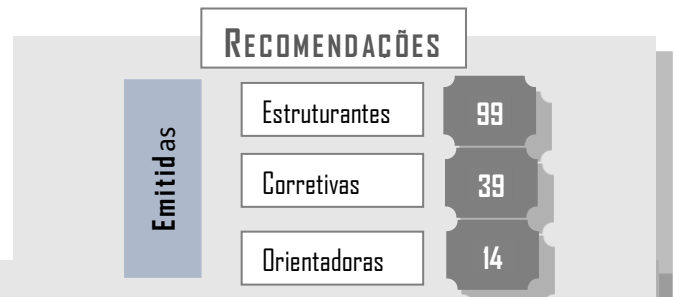 RECOMENDAÇÕES
Emitidas
Estruturantes 99
Corretivas 39
Orientadoras 14